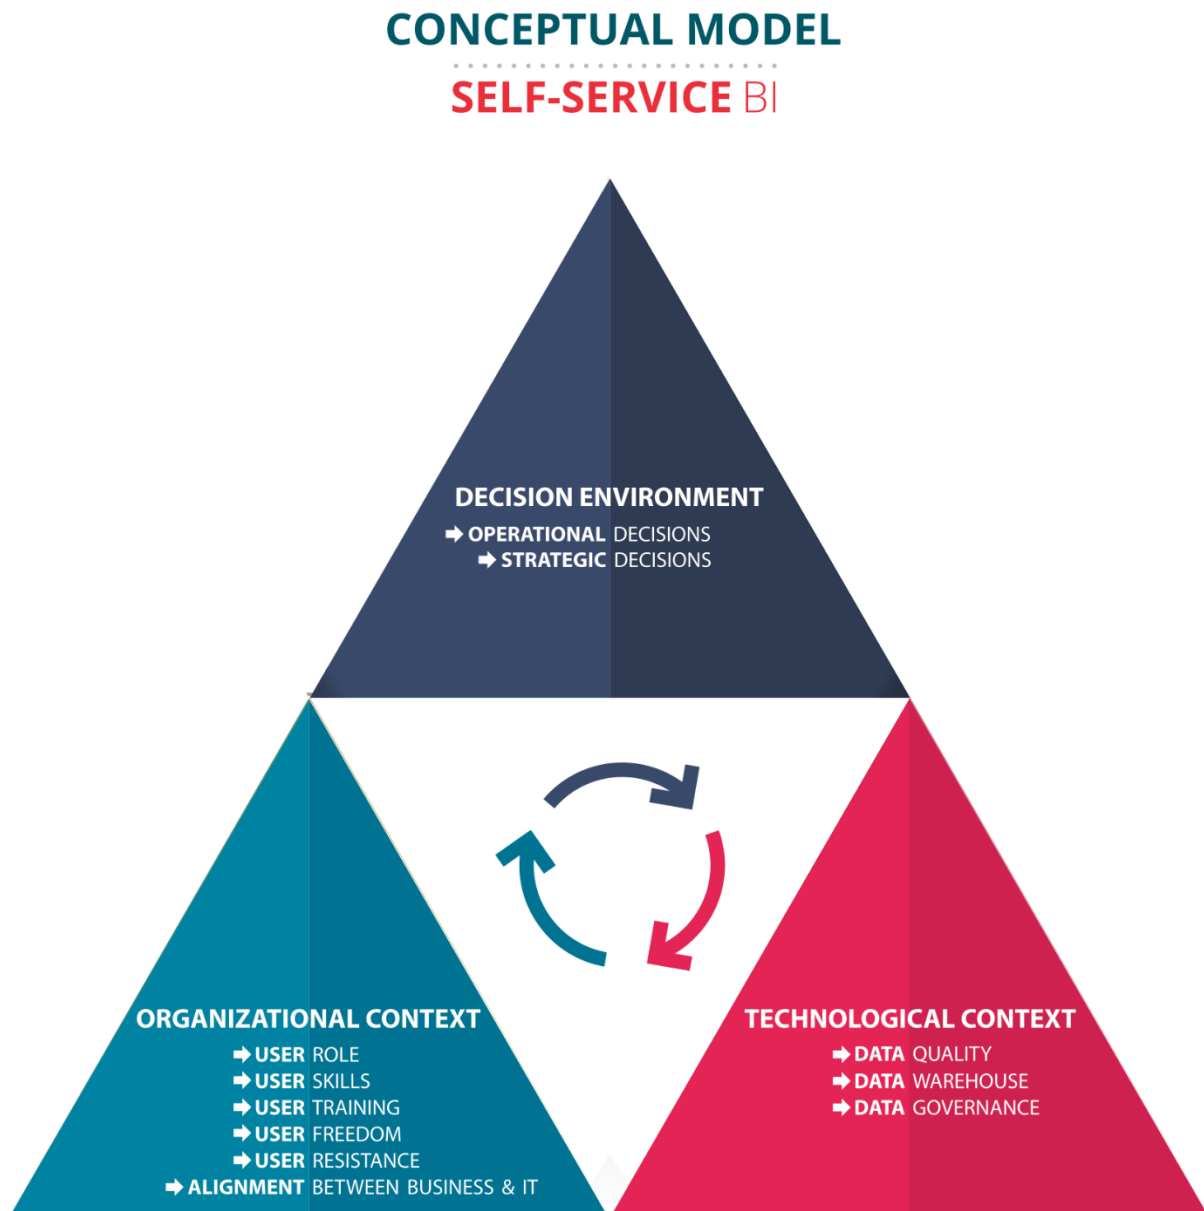 CONCEPTUAL MODEL
SELF-SERVICE BI
DECISION ENVIRONMENT
OPERATIONAL DECISIONS
STRATEGIC DECISIONS
ORGANIZATIONAL CONTEXT
USER ROLE
USER SKILLS
USER TRAINING
USER FREEDOM
USER RESISTANCE
ALIGNMENT BETWEEN BUSINESS & IT
TECHNOLOGICAL CONTEXT
DATA QUALITY
DATA WAREHOUSE
DATA GOVERNANCE